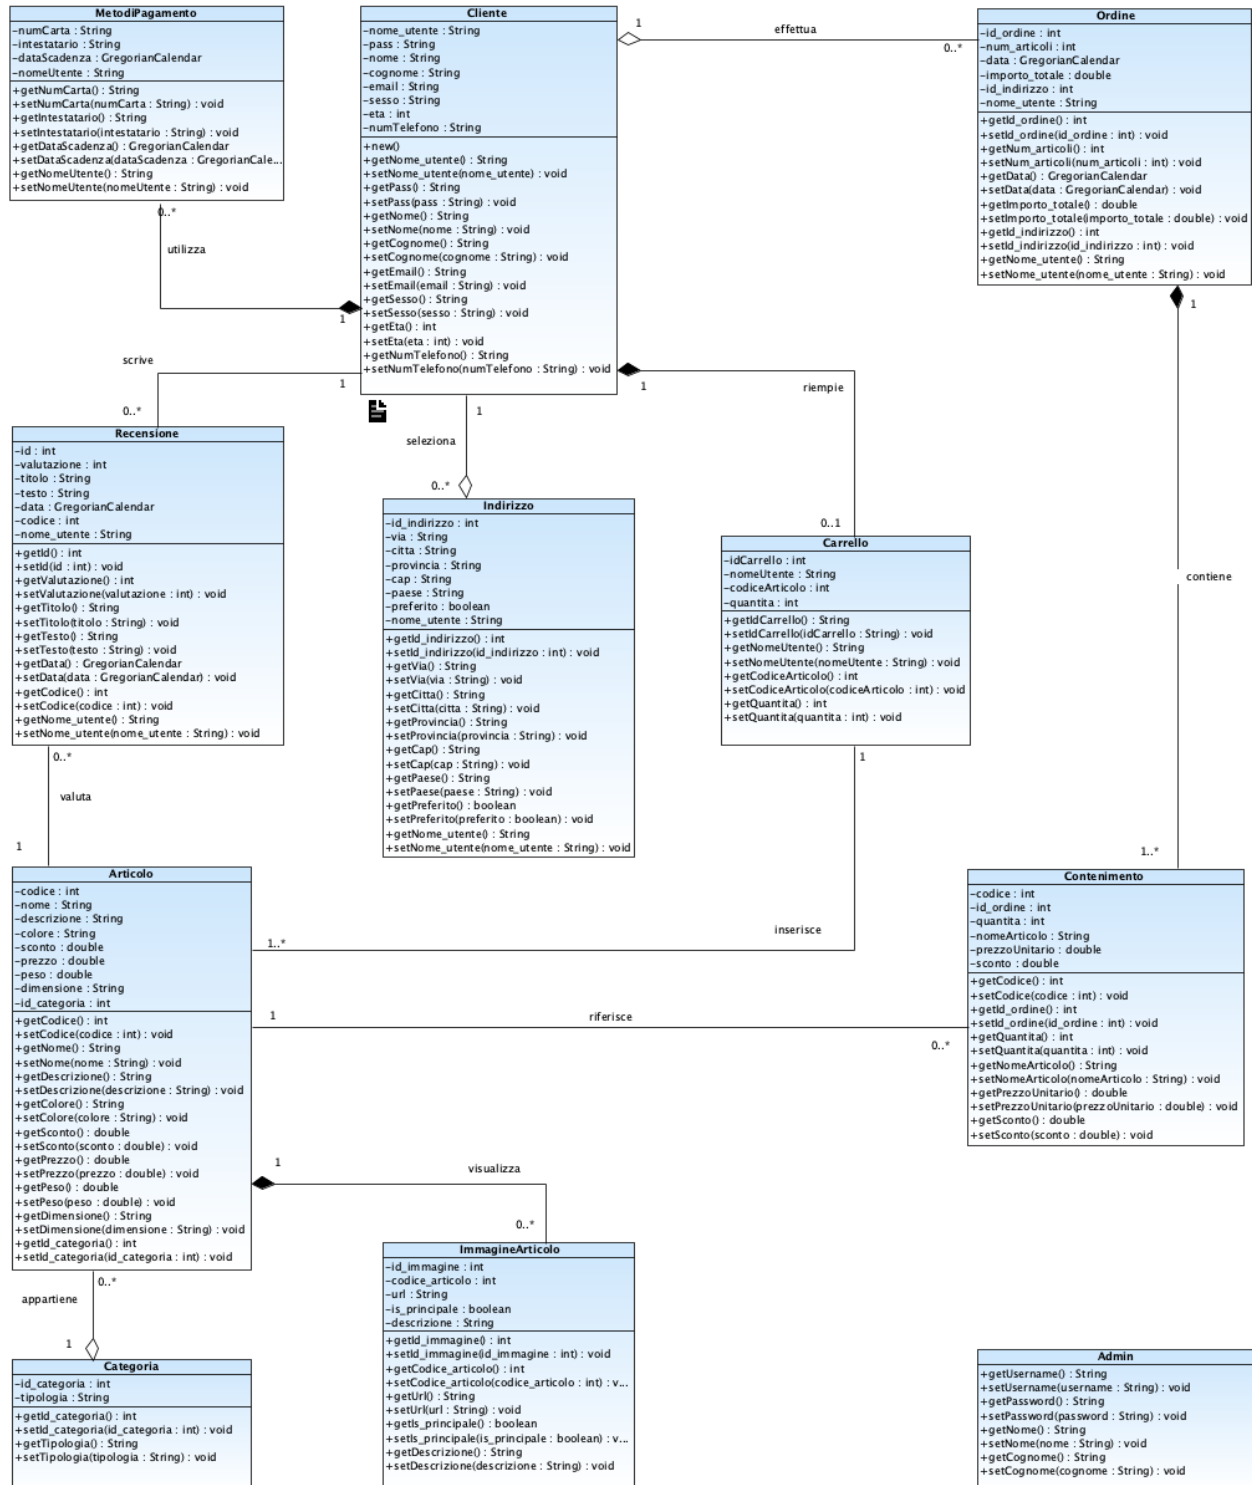 MetodiPagamento
-numCarta : String
-intestatario : String
-dataScadenza : GregorianCalendar
-nomeUtente : String
+getNumCarta() : String
+setNumCarta(numCarta : String) : void
+getIntestatario() : String
+setIntestatario(intestatario : String) : void
+getDataScadenza() : GregorianCalendar
+setDataScadenza(dataScadenza : GregorianCale...
+getNomeUtente() : String
+setNomeUtente(nomeUtente : String) : void
0..*
utilizza
1
Cliente
-nome_utente : String
-pass : String
-nome : String
-cognome : String
-email : String
-sesso : String
-eta : int
-numTelefono : String
+new()
+getNome_utente() : String
+setNome_utente(nome_utente) : void
+getPass() : String
+setPass(pass : String) : void
+getNome() : String
+setNome(nome : String) : void
+getCognome() : String
+setCognome(cognome : String) : void
+getEmail() : String
+setEmail(email : String) : void
+getSesso() : String
+setSesso(sesso : String) : void
+getEta() : int
+setEta(eta : int) : void
+getNumTelefono() : String
+setNumTelefono(numTelefono : String) : void
1
effettua
0..*
Ordine
-id_ordine : int
-num_articoli : int
-data : GregorianCalendar
-importo_totale : double
-id_indirizzo : int
-nome_utente : String
+getId_ordine() : int
+setId_ordine(id_ordine : int) : void
+getNum_articoli() : int
+setNum_articoli(num_articoli : int) : void
+getData() : GregorianCalendar
+setData(data : GregorianCalendar) : void
+getImporto_totale() : double
+setImporto_totale(importo_totale : double) : void
+getId_indirizzo() : int
+setId_indirizzo(id_indirizzo : int) : void
+getNome_utente() : String
+setNome_utente(nome_utente : String) : void
1
contiene
1..*
scrive
1
0..*
Recensione
-id : int
-valutazione : int
-titolo : String
-testo : String
-data : GregorianCalendar
-codice : int
-nome_utente : String
+getId() : int
+setId(id : int) : void
+getValutazione() : int
+setValutazione(valutazione : int) : void
+getTitolo() : String
+setTitolo(titolo : String) : void
+getTesto() : String
+setTesto(testo : String) : void
+getData() : GregorianCalendar
+setData(data : GregorianCalendar) : void
+getCodice() : int
+setCodice(codice : int) : void
+getNome_utente() : String
+setNome_utente(nome_utente : String) : void
0..*
valuta
1
1
seleziona
0..*
Indirizzo
-id_indirizzo : int
-via : String
-citta : String
-provincia : String
-cap : String
-paese : String
-preferito : boolean
-nome_utente : String
+getId_indirizzo() : int
+setId_indirizzo(id_indirizzo : int) : void
+getVia() : String
+setVia(via : String) : void
+getCitta() : String
+setCitta(citta : String) : void
+getProvincia() : String
+setProvincia(provincia : String) : void
+getCap() : String
+setCap(cap : String) : void
+getPaese() : String
+setPaese(paese : String) : void
+getPreferito() : boolean
+setPreferito(preferito : boolean) : void
+getNome_utente() : String
+setNome_utente(nome_utente : String) : void
1
riempie
0..1
Carrello
-idCarrello : int
-nomeUtente : String
-codiceArticolo : int
-quantita : int
+getIdCarrello() : String
+setIdCarrello(idCarrello : String) : void
+getNomeUtente() : String
+setNomeUtente(nomeUtente : String) : void
+getCodiceArticolo() : int
+setCodiceArticolo(codiceArticolo : int) : void
+getQuantita() : int
+setQuantita(quantita : int) : void
1
inserisce
1..*
Articolo
-codice : int
-nome : String
-descrizione : String
-colore : String
-sconto : double
-prezzo : double
-peso : double
-dimensione : String
-id_categoria : int
+getCodice() : int
+setCodice(codice : int) : void
+getNome() : String
+setNome(nome : String) : void
+getDescrizione() : String
+setDescrizione(descrizione : String) : void
+getColore() : String
+setColore(colore : String) : void
+getSconto() : double
+setSconto(sconto : double) : void
+getPrezzo() : double
+setPrezzo(prezzo : double) : void
+getPeso() : double
+setPeso(peso : double) : void
+getDimensione() : String
+setDimensione(dimensione : String) : void
+getId_categoria() : int
+setId_categoria(id_categoria : int) : void
1
riferisce
0..*
Contenimento
-codice : int
-id_ordine : int
-quantita : int
-nomeArticolo : String
-prezzoUnitario : double
-sconto : double
+getCodice() : int
+setCodice(codice : int) : void
+getId_ordine() : int
+setId_ordine(id_ordine : int) : void
+getQuantita() : int
+setQuantita(quantita : int) : void
+getNomeArticolo() : String
+setNomeArticolo(nomeArticolo : String) : void
+getPrezzoUnitario() : double
+setPrezzoUnitario(prezzoUnitario : double) : void
+getSconto() : double
+setSconto(sconto : double) : void
1
visualizza
0..*
ImmagineArticolo
-id_immagine : int
-codice_articolo : int
-url : String
-is_principale : boolean
-descrizione : String
+getId_immagine() : int
+setId_immagine(id_immagine : int) : void
+getCodice_articolo() : int
+setCodice_articolo(codice_articolo : int) : v...
+getUrl() : String
+setUrl(url : String) : void
+getIs_principale() : boolean
+setIs_principale(is_principale : boolean) : v...
+getDescrizione() : String
+setDescrizione(descrizione : String) : void
0..*
appartiene
1
Categoria
-id_categoria : int
-tipologia : String
+getId_categoria() : int
+setId_categoria(id_categoria : int) : void
+getTipologia() : String
+setTipologia(tipologia : String) : void
Admin
+getUsername() : String
+setUsername(username : String) : void
+getPassword() : String
+setPassword(password : String) : void
+getNome() : String
+setNome(nome : String) : void
+getCognome() : String
+setCognome(cognome : String) : void